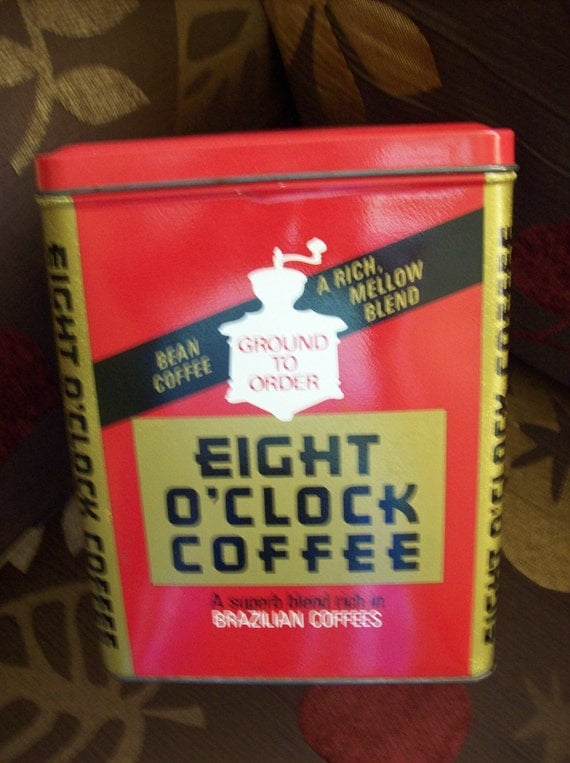 A RICH,
MELLOW
BLEND
BEAN
COFFEE
GROUND
TO
ORDER
EIGHT
O'CLOCK
COFFEE
A superb blend rich in
BRAZILIAN COFFEES
EIGHT O'CLOCK COFFEE
EIGHT O'CLOCK COFFEE